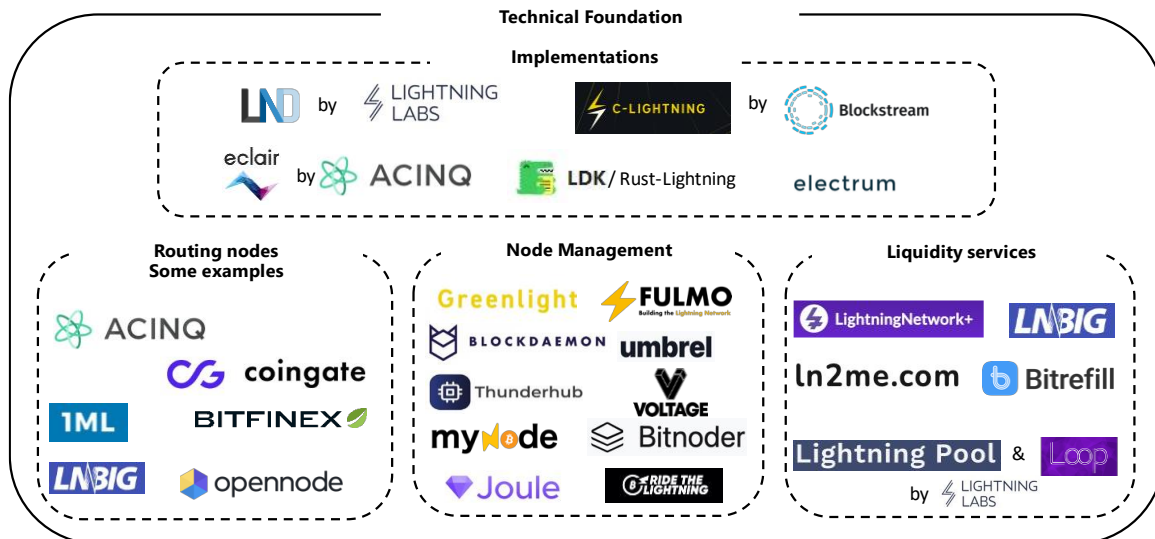 Technical Foundation
Implementations
LND by LIGHTNING LABS
C-LIGHTNING by Blockstream
eclair by ACINQ
LDK / Rust-Lightning
electrum
Routing nodes
Some examples
ACINQ
coingate
1ML
BITFINEX
LNBIG
opennode
Node Management
Greenlight
FULMO
Building the Lightning Network
BLOCKDAEMON
umbrel
Thunderhub
VOLTAGE
myNode
Bitnoder
Joule
RIDE THE LIGHTNING
Liquidity services
LightningNetwork+
LNBIG
ln2me.com
Bitrefill
Lightning Pool & Loop
by LIGHTNING LABS